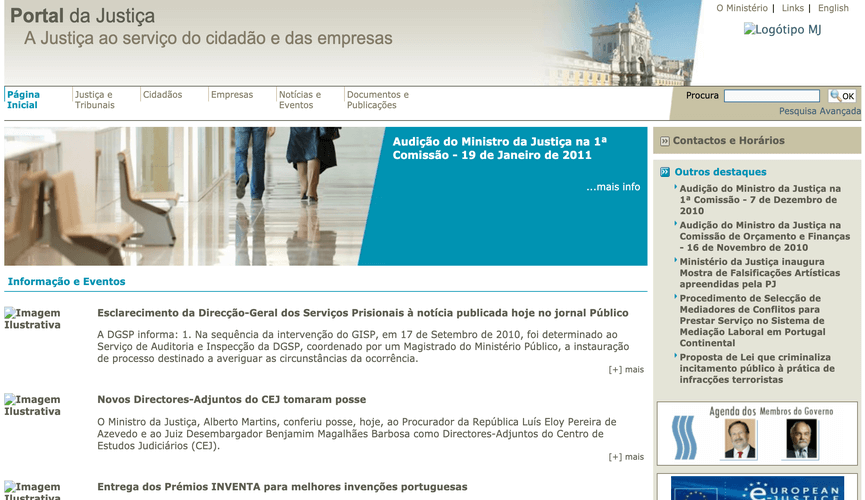 Portal da Justiça
A Justiça ao serviço do cidadão e das empresas
O Ministério | Links | English
Logótipo MJ
Página
Inicial
Justiça e
Tribunais
Cidadãos
Empresas
Notícias e
Eventos
Documentos e
Publicações
Procura
OK
Pesquisa Avançada
Audição do Ministro da Justiça na 1ª
Comissão - 19 de Janeiro de 2011
...mais info
Informação e Eventos
Imagem
Ilustrativa
Esclarecimento da Direcção-Geral dos Serviços Prisionais à notícia publicada hoje no jornal Público
A DGSP informa: 1. Na sequência da intervenção do GISP, em 17 de Setembro de 2010, foi determinado ao
Serviço de Auditoria e Inspecção da DGSP, coordenado por um Magistrado do Ministério Público, a instauração
de processo destinado a averiguar as circunstâncias da ocorrência.
[+] mais
Imagem
Ilustrativa
Novos Directores-Adjuntos do CEJ tomaram posse
O Ministro da Justiça, Alberto Martins, conferiu posse, hoje, ao Procurador da República Luís Eloy Pereira de
Azevedo e ao Juiz Desembargador Benjamim Magalhães Barbosa como Directores-Adjuntos do Centro de
Estudos Judiciários (CEJ).
[+] mais
Imagem
Ilustrativa
Entrega dos Prémios INVENTA para melhores invenções portuguesas
Contactos e Horários
Outros destaques
Audição do Ministro da Justiça na
1ª Comissão - 7 de Dezembro de
2010
Audição do Ministro da Justiça na
Comissão de Orçamento e Finanças
- 16 de Novembro de 2010
Ministério da Justiça inaugura
Mostra de Falsificações Artísticas
apreendidas pela PJ
Procedimento de Selecção de
Mediadores de Conflitos para
Prestar Serviço no Sistema de
Mediação Laboral em Portugal
Continental
Proposta de Lei que criminaliza
incitamento público à prática de
infracções terroristas
Agenda dos Membros do Governo
EUROPEAN
e-JUSTICE